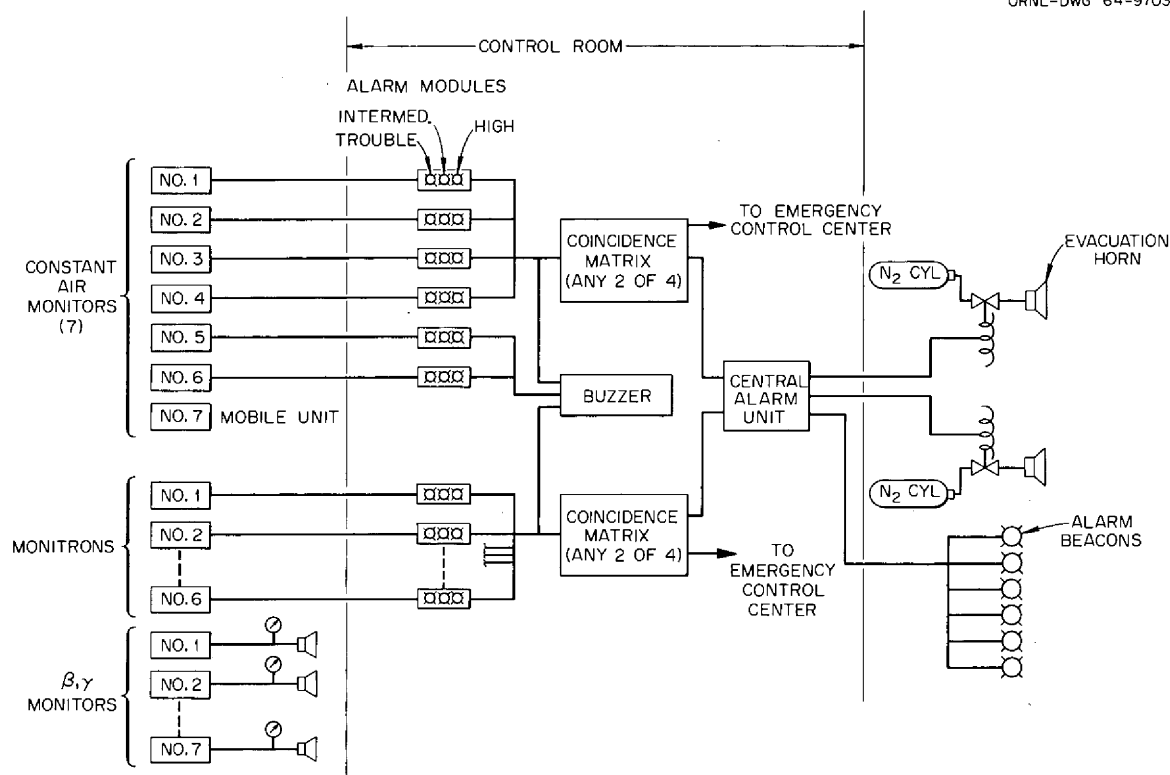 ORNL-DWG 64-9703
CONTROL ROOM
ALARM MODULES
INTERMED.
TROUBLE
HIGH
NO. 1
NO. 2
NO. 3
NO. 4
NO. 5
NO. 6
NO. 7 MOBILE UNIT
CONSTANT
AIR
MONITORS
(7)
COINCIDENCE
MATRIX
(ANY 2 OF 4)
TO EMERGENCY
CONTROL CENTER
BUZZER
CENTRAL
ALARM
UNIT
N2 CYL
EVACUATION
HORN
N2 CYL
MONITRONS
NO. 1
NO. 2
NO. 6
COINCIDENCE
MATRIX
(ANY 2 OF 4)
TO
EMERGENCY
CONTROL
CENTER
ALARM
BEACONS
β,γ
MONITORS
NO. 1
NO. 2
NO. 7